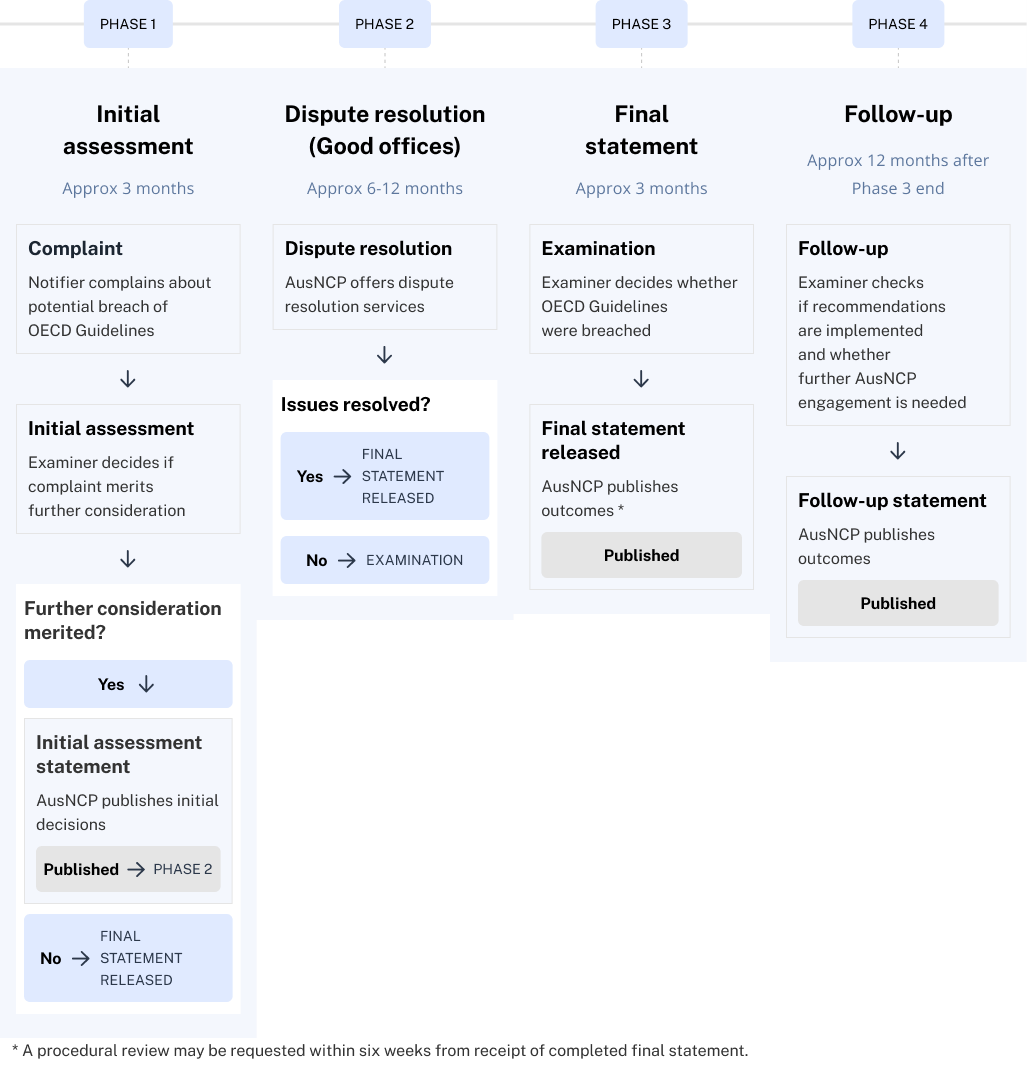 PHASE 1
PHASE 2
PHASE 3
PHASE 4
Initial
assessment
Approx 3 months
Complaint
Notifier complains about
potential breach of
OECD Guidelines
Initial assessment
Examiner decides if
complaint merits
further consideration
Further consideration
merited?
Yes ↓
Initial assessment
statement
AusNCP publishes initial
decisions
Published → PHASE 2
No →
FINAL
STATEMENT
RELEASED
Dispute resolution
(Good offices)
Approx 6-12 months
Dispute resolution
AusNCP offers dispute
resolution services
Issues resolved?
Yes →
FINAL
STATEMENT
RELEASED
No → EXAMINATION
Final
statement
Approx 3 months
Examination
Examiner decides whether
OECD Guidelines
were breached
Final statement
released
AusNCP publishes
outcomes *
Published
Follow-up
Approx 12 months after
Phase 3 end
Follow-up
Examiner checks
if recommendations
are implemented
and whether
further AusNCP
engagement is needed
Follow-up statement
AusNCP publishes
outcomes
Published
* A procedural review may be requested within six weeks from receipt of completed final statement.